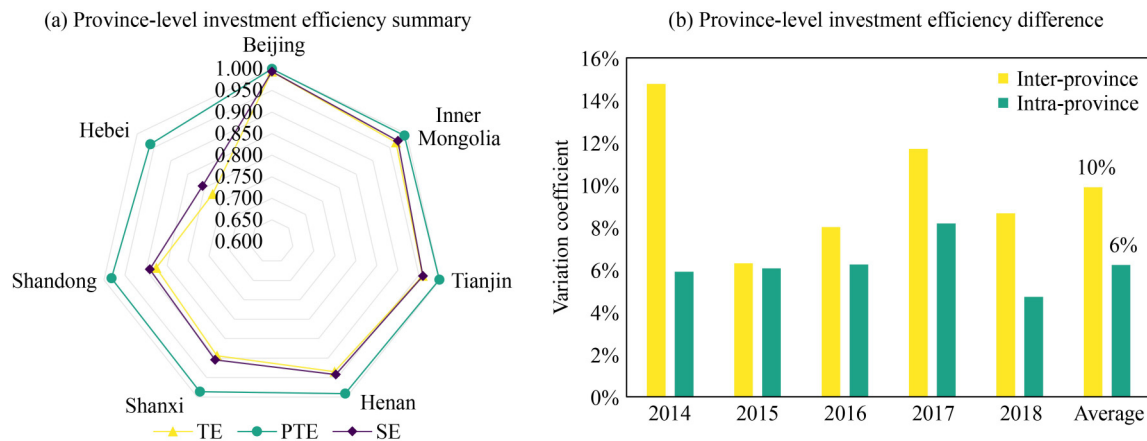 (a) Province-level investment efficiency summary
Beijing
1.000
0.950
0.900
0.850
0.800
0.750
0.700
0.650
0.600
Inner
Mongolia
Tianjin
Henan
Shanxi
Shandong
Hebei
TE PTE SE
(b) Province-level investment efficiency difference
Variation coefficient
16%
14%
12%
10%
8%
6%
4%
2%
0%
Inter-province
Intra-province
10%
6%
2014 2015 2016 2017 2018 Average